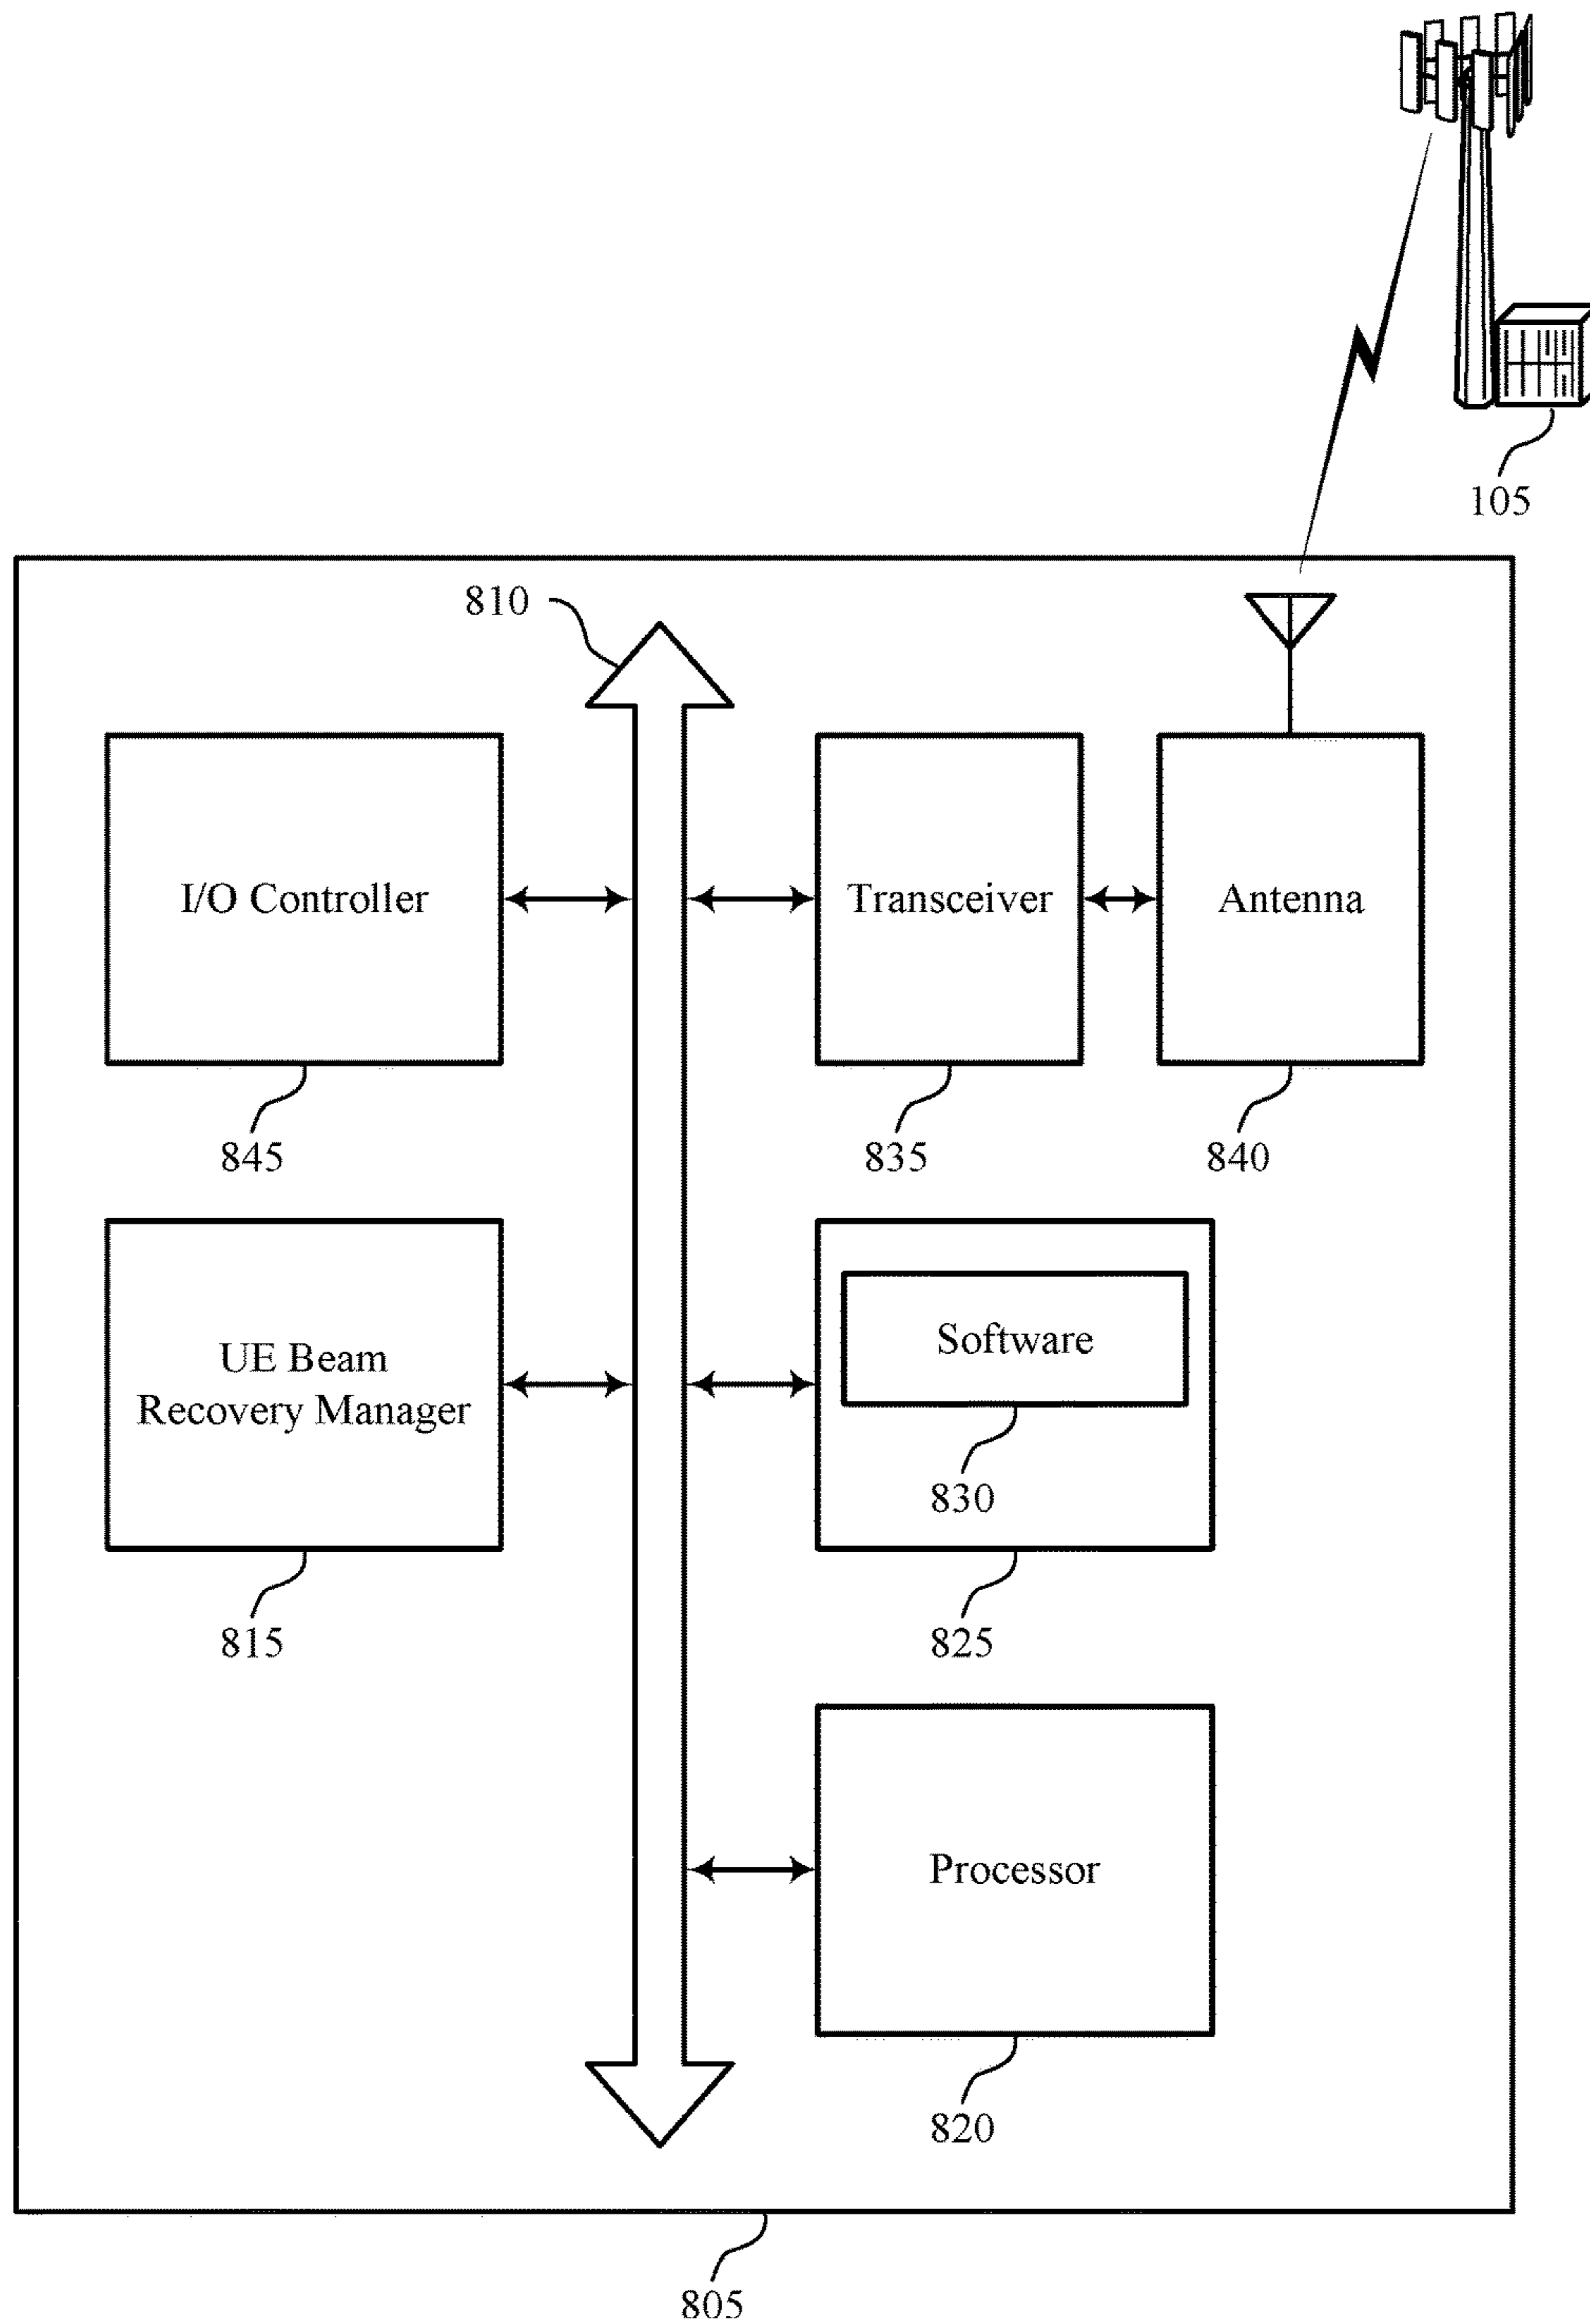 105
810
I/O Controller
Transceiver
Antenna
845
835
840
UE Beam
Recovery Manager
Software
830
815
825
Processor
820
805